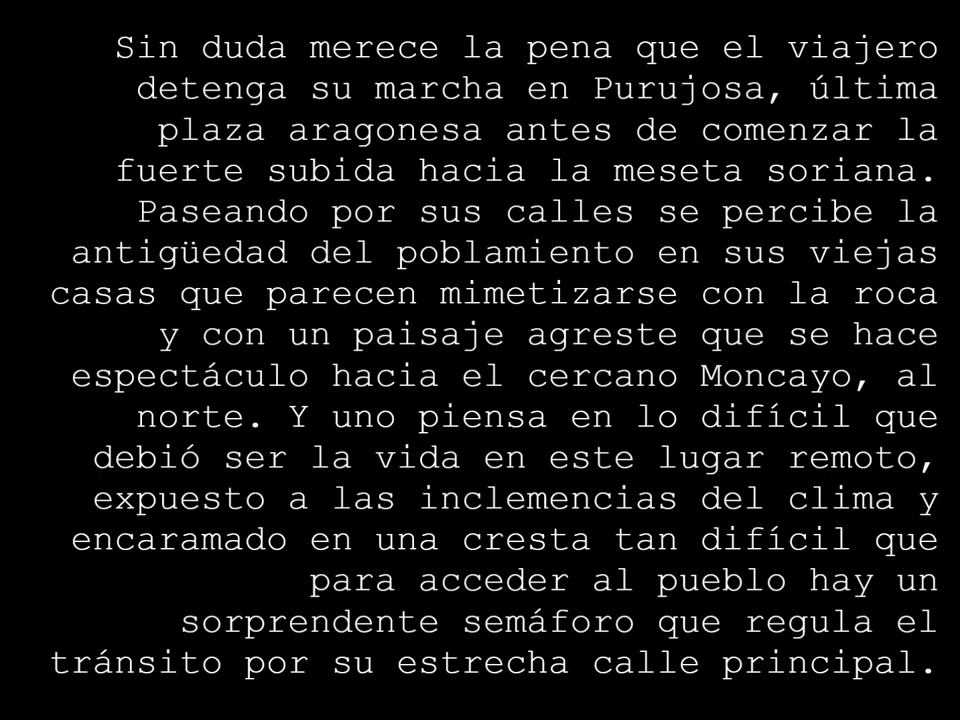 Sin duda merece la pena que el viajero
detenga su marcha en Purujosa, última
plaza aragonesa antes de comenzar la
fuerte subida hacia la meseta soriana.
Paseando por sus calles se percibe la
antigüedad del poblamiento en sus viejas
casas que parecen mimetizarse con la roca
y con un paisaje agreste que se hace
espectáculo hacia el cercano Moncayo, al
norte. Y uno piensa en lo difícil que
debió ser la vida en este lugar remoto,
expuesto a las inclemencias del clima y
encaramado en una cresta tan difícil que
para acceder al pueblo hay un
sorprendente semáforo que regula el
tránsito por su estrecha calle principal.